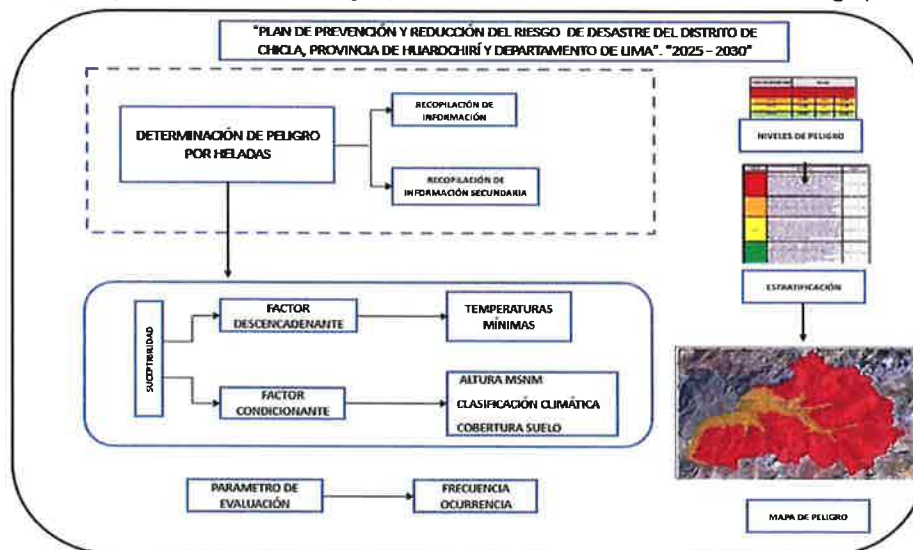 "PLAN DE PREVENCIÓN Y REDUCCIÓN DEL RIESGO DE DESASTRE DEL DISTRITO DE
CHICLA, PROVINCIA DE HUAROCHIRÍ Y DEPARTAMENTO DE LIMA". "2025 – 2030"
DETERMINACIÓN DE PELIGRO
POR HELADAS
RECOPILACIÓN DE
INFORMACIÓN
RECOPILACIÓN DE
INFORMACIÓN SECUNDARIA
SUCEPTIBILIDAD
FACTOR
DESCENCADENANTE
TEMPERATURAS
MÍNIMAS
FACTOR
CONDICIONANTE
ALTURA MSNM
CLASIFICACIÓN CLIMÁTICA
COBERTURA SUELO
PARAMETRO DE
EVALUACIÓN
FRECUENCIA
OCURRENCIA
NIVELES DE PELIGRO
ESTRATIFICACIÓN
MAPA DE PELIGRO